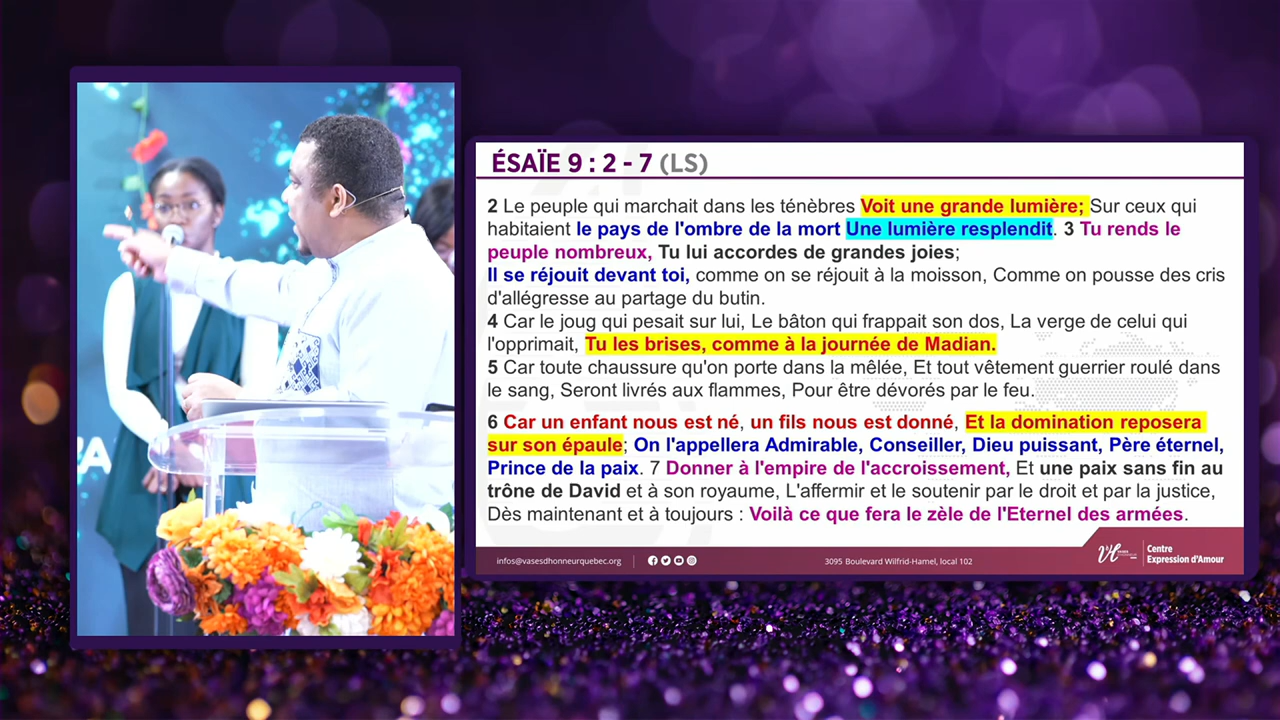 ÉSAÏE 9 : 2 - 7 (LS)
2 Le peuple qui marchait dans les ténèbres Voit une grande lumière; Sur ceux qui
habitaient le pays de l'ombre de la mort Une lumière resplendit. 3 Tu rends le
peuple nombreux, Tu lui accordes de grandes joies;
Il se réjouit devant toi, comme on se réjouit à la moisson, Comme on pousse des cris
d'allégresse au partage du butin.
4 Car le joug qui pesait sur lui, Le bâton qui frappait son dos, La verge de celui qui
l'opprimait, Tu les brises, comme à la journée de Madian.
5 Car toute chaussure qu'on porte dans la mêlée, Et tout vêtement guerrier roulé dans
le sang, Seront livrés aux flammes, Pour être dévorés par le feu.
6 Car un enfant nous est né, un fils nous est donné, Et la domination reposera
sur son épaule; On l'appellera Admirable, Conseiller, Dieu puissant, Père éternel,
Prince de la paix. 7 Donner à l'empire de l'accroissement, Et une paix sans fin au
trône de David et à son royaume, L'affermir et le soutenir par le droit et par la justice,
Dès maintenant et à toujours : Voilà ce que fera le zèle de l'Eternel des armées.
infos@vasesdhonneurquebec.org
3095 Boulevard Wilfrid-Hamel, local 102
Centre
Expression d'Amour